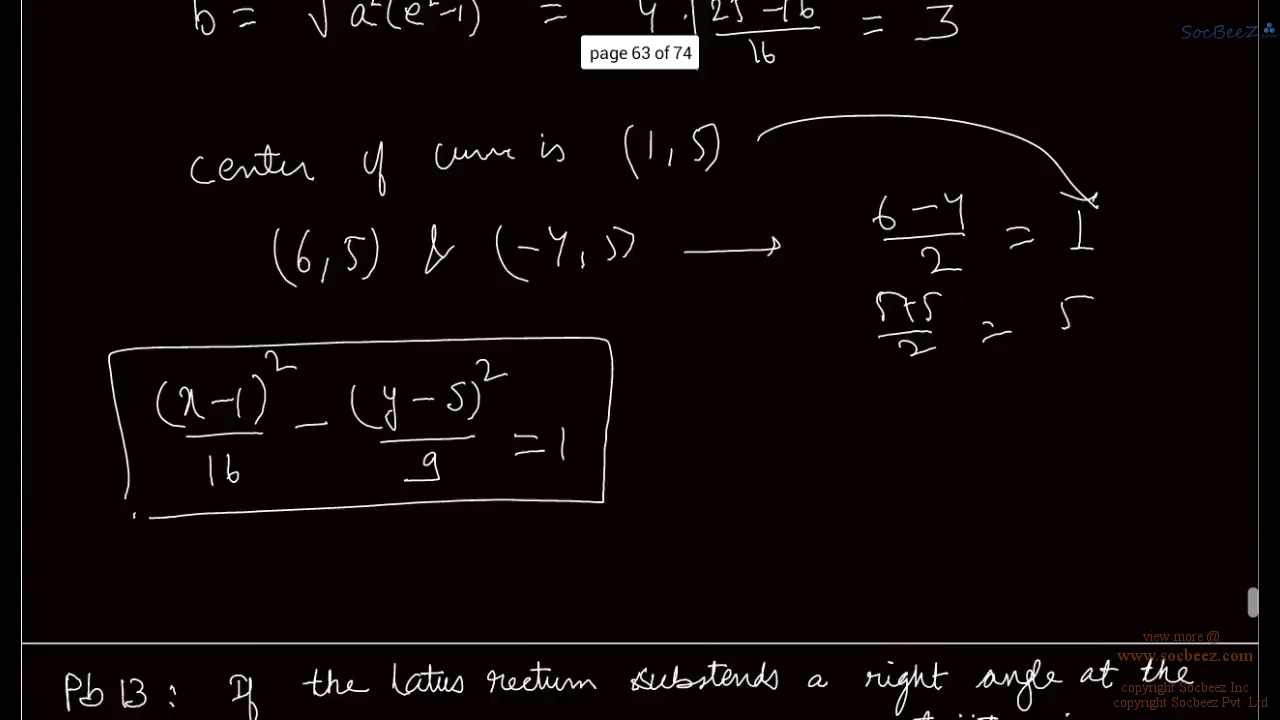 b = √a²(e²-1) = 4 . √25-16/16 = 3
SocBeeZ
page 63 of 74
center of curve is (1, 5)
(6, 5) & (-4, 5) → 6-4/2 = 1
5+5/2 = 5
(x-1)²/16 - (y-5)²/9 = 1
view more @
www.socbeez.com
Pb 13 : If the latus rectum substends a right angle at the
copyright Socbeez Inc.
copyright Socbeez Pvt. Ltd.